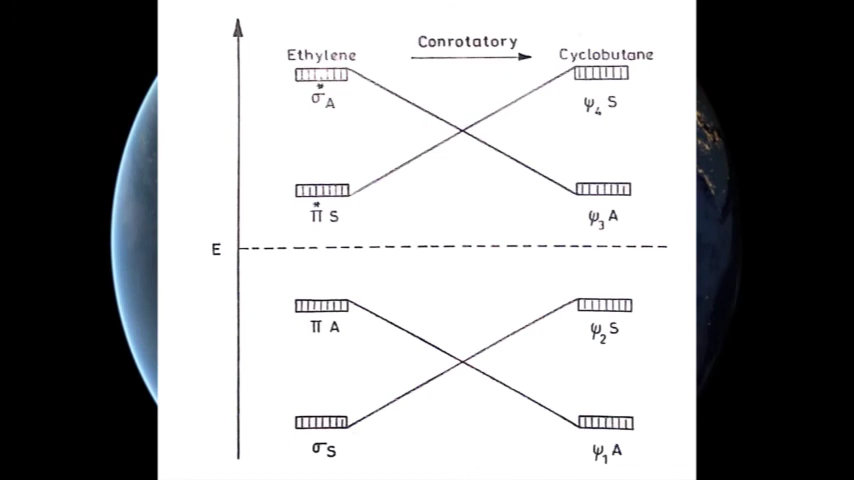 Conrotatory
Ethylene
Cyclobutane
σ*A
ψ₄ S
π* S
ψ₃ A
E
π A
ψ₂ S
σS
ψ₁ A